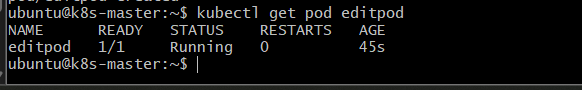 ubuntu@k8s-master:~$ kubectl get pod editpod
NAME      READY   STATUS    RESTARTS   AGE
editpod   1/1     Running   0          45s
ubuntu@k8s-master:~$